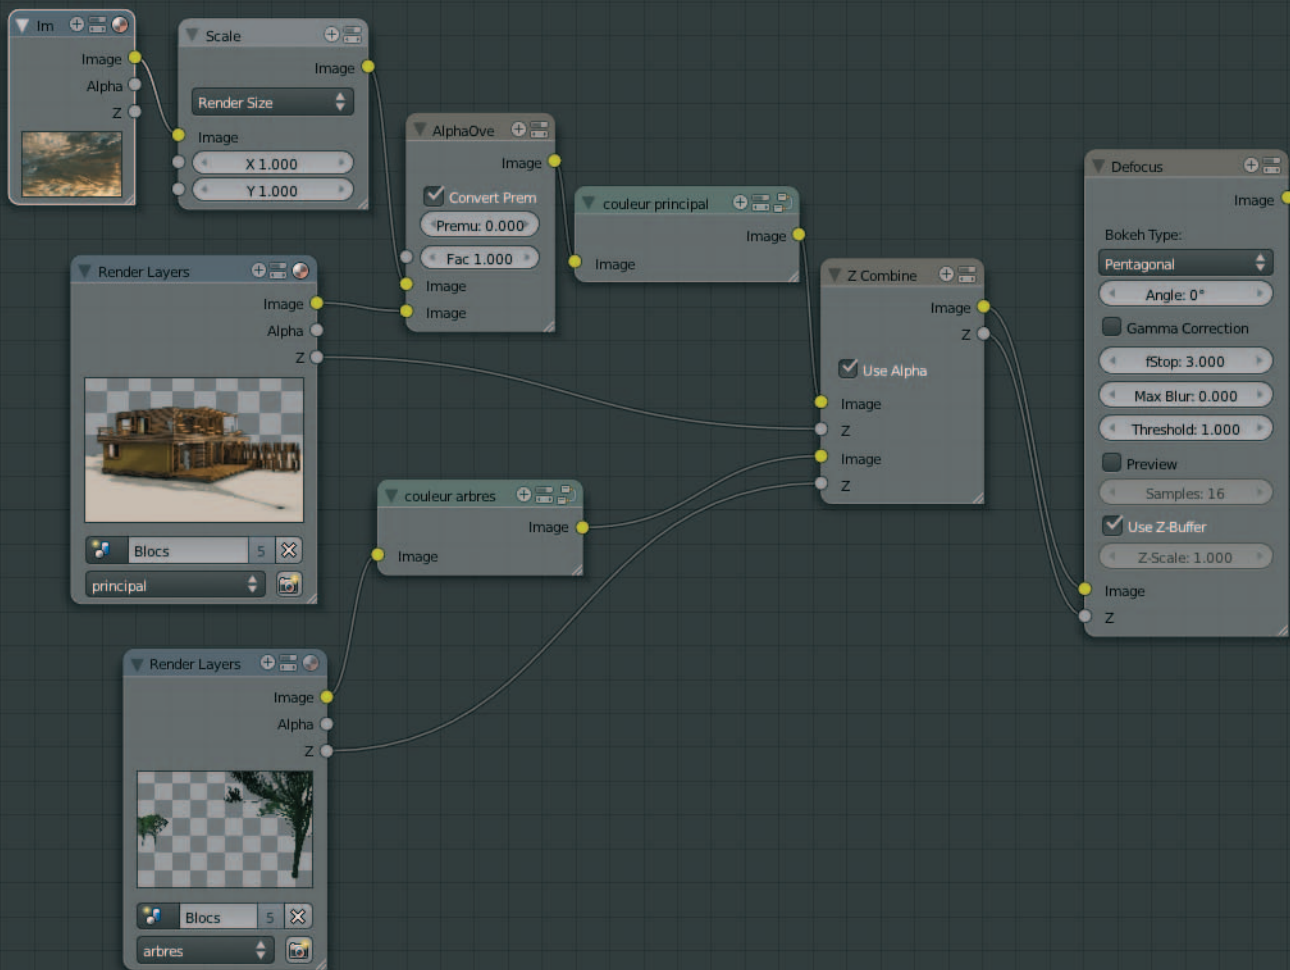 Im
Image
Alpha
Z
Scale
Image
Render Size
Image
X 1.000
Y 1.000
AlphaOve
Image
Convert Prem
Premu: 0.000
Fac 1.000
Image
Image
couleur principal
Image
Image
Render Layers
Image
Alpha
Z
Blocs
5
principal
Z Combine
Image
Z
Use Alpha
Image
Z
Image
Z
Defocus
Image
Bokeh Type:
Pentagonal
Angle: 0°
Gamma Correction
fStop: 3.000
Max Blur: 0.000
Threshold: 1.000
Preview
Samples: 16
Use Z-Buffer
Z-Scale: 1.000
Image
Z
couleur arbres
Image
Image
Render Layers
Image
Alpha
Z
Blocs
5
arbres